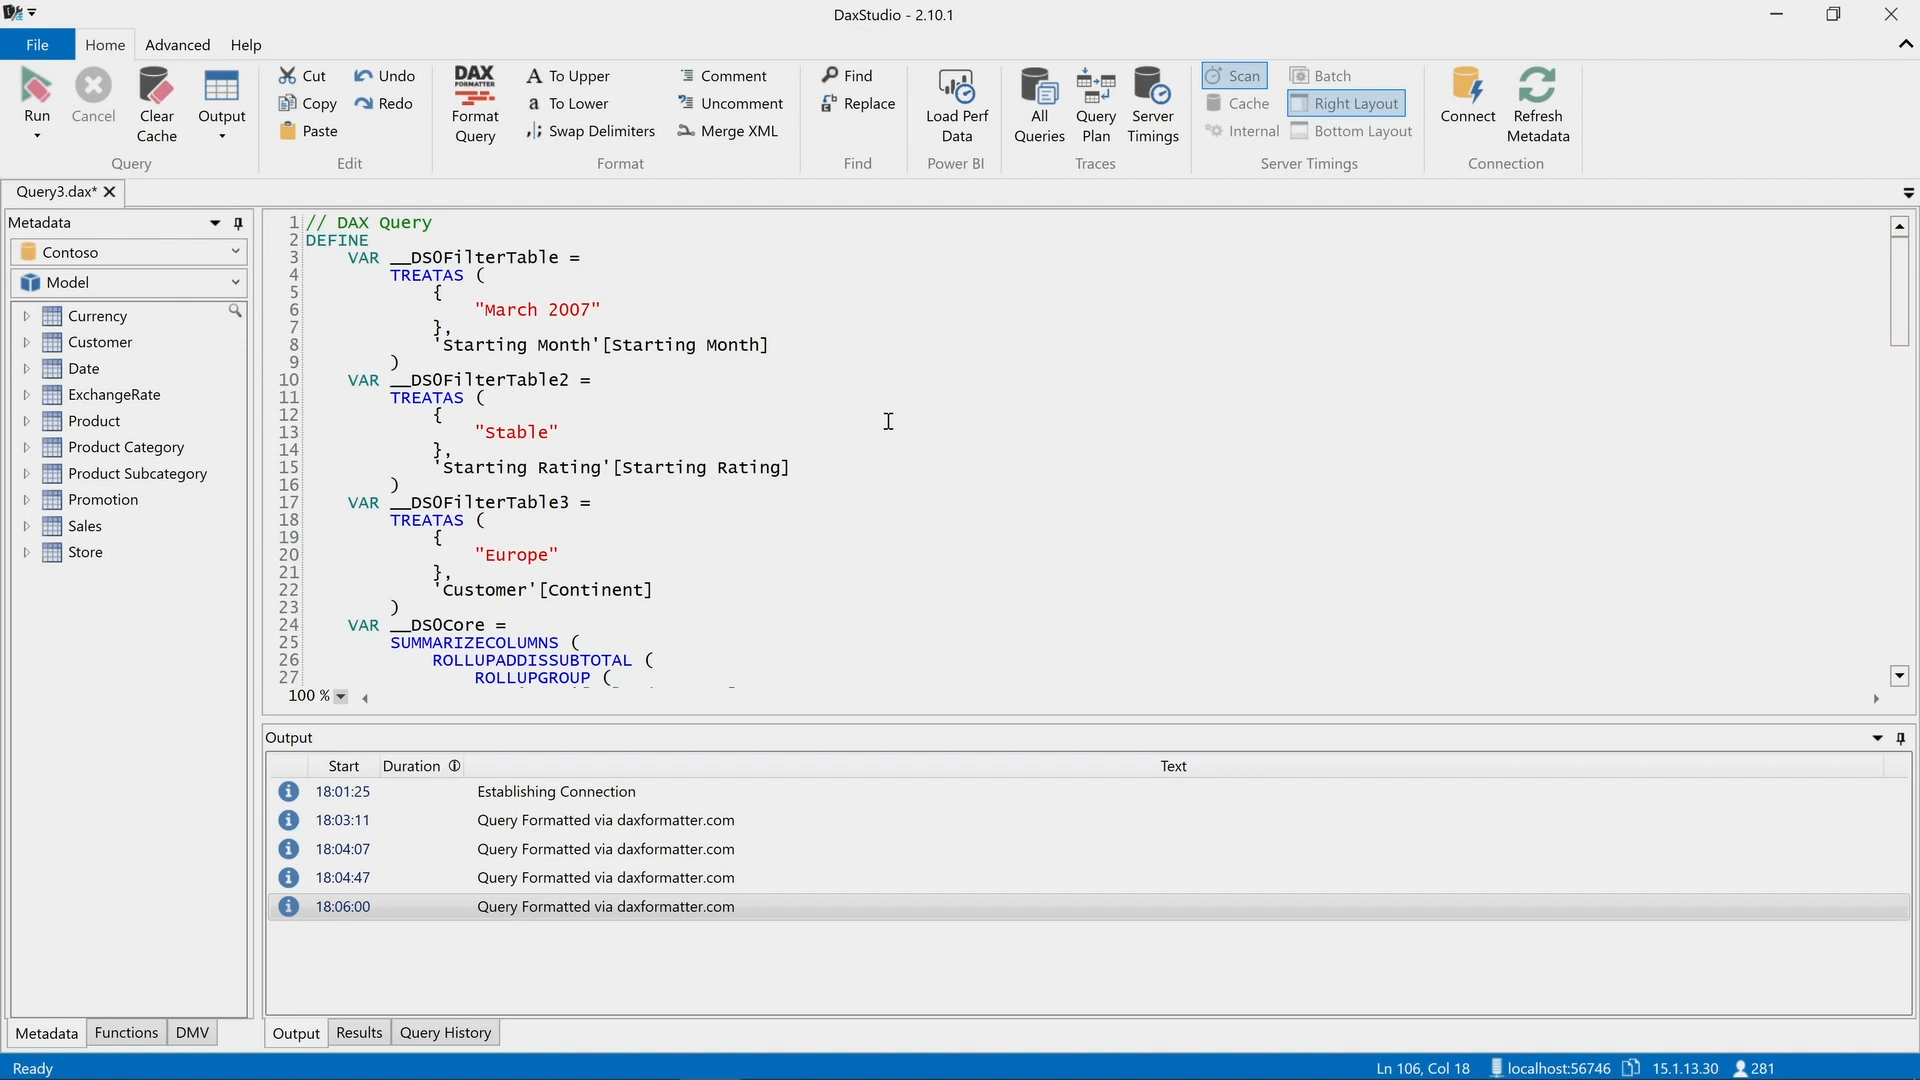 DaxStudio - 2.10.1
File
Home
Advanced
Help
Run
Cancel
Clear
Cache
Output
Query
Cut
Copy
Paste
Undo
Redo
Edit
DAX
FORMATTER
Format
Query
To Upper
To Lower
Swap Delimiters
Comment
Uncomment
Merge XML
Format
Find
Replace
Find
Load Perf
Data
Power BI
All
Queries
Query
Plan
Server
Timings
Traces
Scan
Cache
Internal
Batch
Right Layout
Bottom Layout
Server Timings
Connect
Refresh
Metadata
Connection
Query3.dax*
Metadata
Contoso
Model
Currency
Customer
Date
ExchangeRate
Product
Product Category
Product Subcategory
Promotion
Sales
Store
1 // DAX Query
2 DEFINE
3 VAR __DS0FilterTable =
4 TREATAS (
5 {
6 "March 2007"
7 },
8 'Starting Month'[Starting Month]
9 )
10 VAR __DS0FilterTable2 =
11 TREATAS (
12 {
13 "Stable"
14 },
15 'Starting Rating'[Starting Rating]
16 )
17 VAR __DS0FilterTable3 =
18 TREATAS (
19 {
20 "Europe"
21 },
22 'Customer'[Continent]
23 )
24 VAR __DS0Core =
25 SUMMARIZECOLUMNS (
26 ROLLUPADDISSUBTOTAL (
27 ROLLUPGROUP (
100 %
Output
Start Duration Text
18:01:25 Establishing Connection
18:03:11 Query Formatted via daxformatter.com
18:04:07 Query Formatted via daxformatter.com
18:04:47 Query Formatted via daxformatter.com
18:06:00 Query Formatted via daxformatter.com
Metadata
Functions
DMV
Output
Results
Query History
Ready
Ln 106, Col 18
localhost:56746
15.1.13.30
281